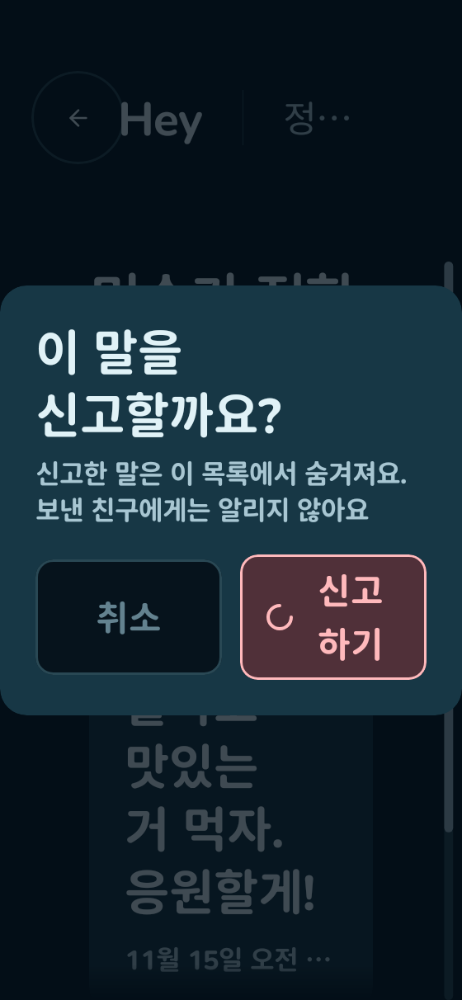 Hey
정…
이 말을
신고할까요?
신고한 말은 이 목록에서 숨겨져요.
보낸 친구에게는 알리지 않아요
취소
신고
하기
맛있는
거 먹자.
응원할게!
11월 15일 오전 …